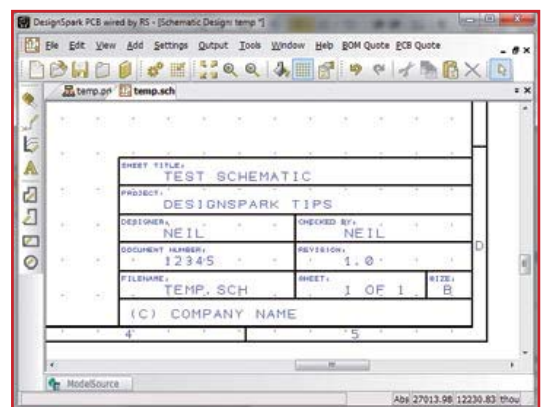 DesignSpark PCB wired by RS - [Schematic Design: temp *]
File Edit View Add Settings Output Tools Window Help BOM Quote PCB Quote
temp.prj temp.sch
SHEET TITLE:
TEST SCHEMATIC
PROJECT:
DESIGNSPARK TIPS
DESIGNER: CHECKED BY:
NEIL NEIL
DOCUMENT NUMBER: REVISION:
12345 1.0
D
FILENAME: SHEET: SIZE:
TEMP.SCH 1 OF 1 B
(C) COMPANY NAME
4 5
ModelSource
Abs 27013.98 12230.83 thou